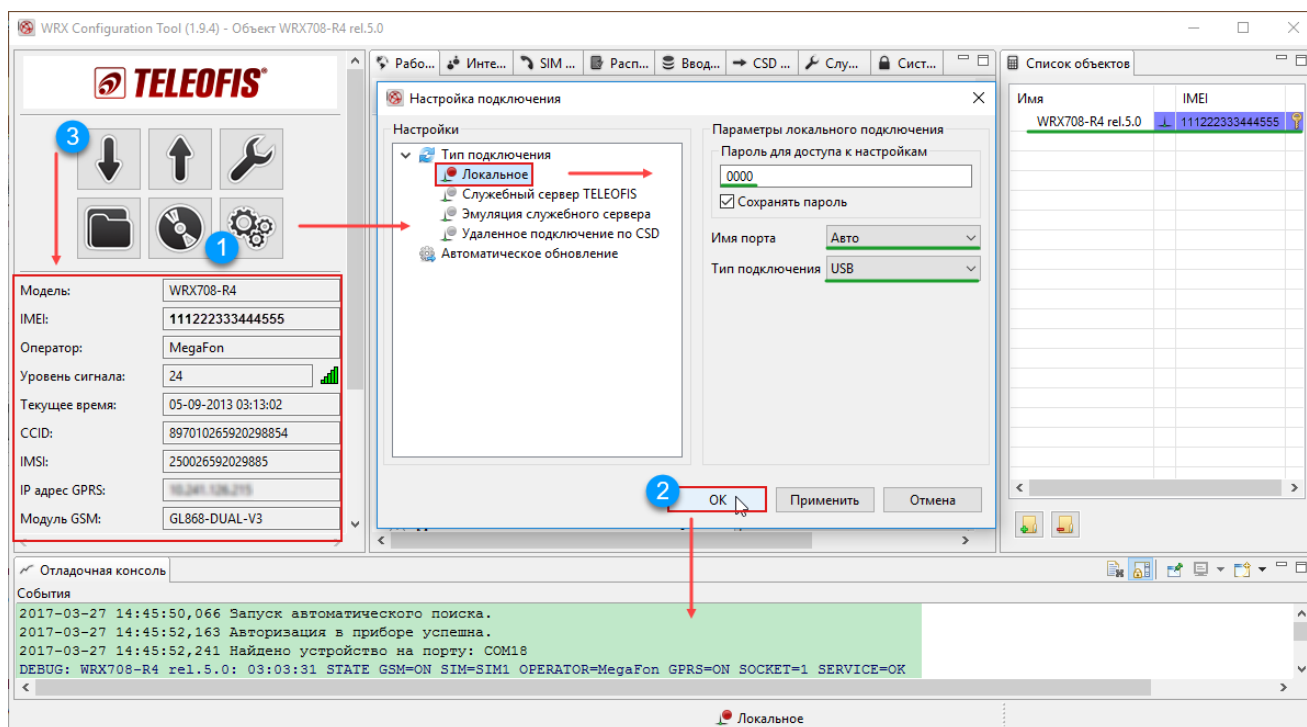 WRX Configuration Tool (1.9.4) - Объект WRX708-R4 rel.5.0
TELEOFIS
3
1
Модель: WRX708-R4
IMEI: 111222333444555
Оператор: MegaFon
Уровень сигнала: 24
Текущее время: 05-09-2013 03:13:02
CCID: 897010265920298854
IMSI: 250026592029885
IP адрес GPRS:
Модуль GSM: GL868-DUAL-V3
Рабо... Инте... SIM ... Расп... Ввод... CSD ... Слу... Сист...
Настройка подключения
Настройки
Тип подключения
Локальное
Служебный сервер TELEOFIS
Эмуляция служебного сервера
Удаленное подключение по CSD
Автоматическое обновление
Параметры локального подключения
Пароль для доступа к настройкам
0000
Сохранять пароль
Имя порта Авто
Тип подключения USB
2
OK Применить Отмена
Список объектов
Имя IMEI
WRX708-R4 rel.5.0 111222333444555
Отладочная консоль
События
2017-03-27 14:45:50,066 Запуск автоматического поиска.
2017-03-27 14:45:52,163 Авторизация в приборе успешна.
2017-03-27 14:45:52,241 Найдено устройство на порту: COM18
DEBUG: WRX708-R4 rel.5.0: 03:03:31 STATE GSM=ON SIM=SIM1 OPERATOR=MegaFon GPRS=ON SOCKET=1 SERVICE=OK
Локальное